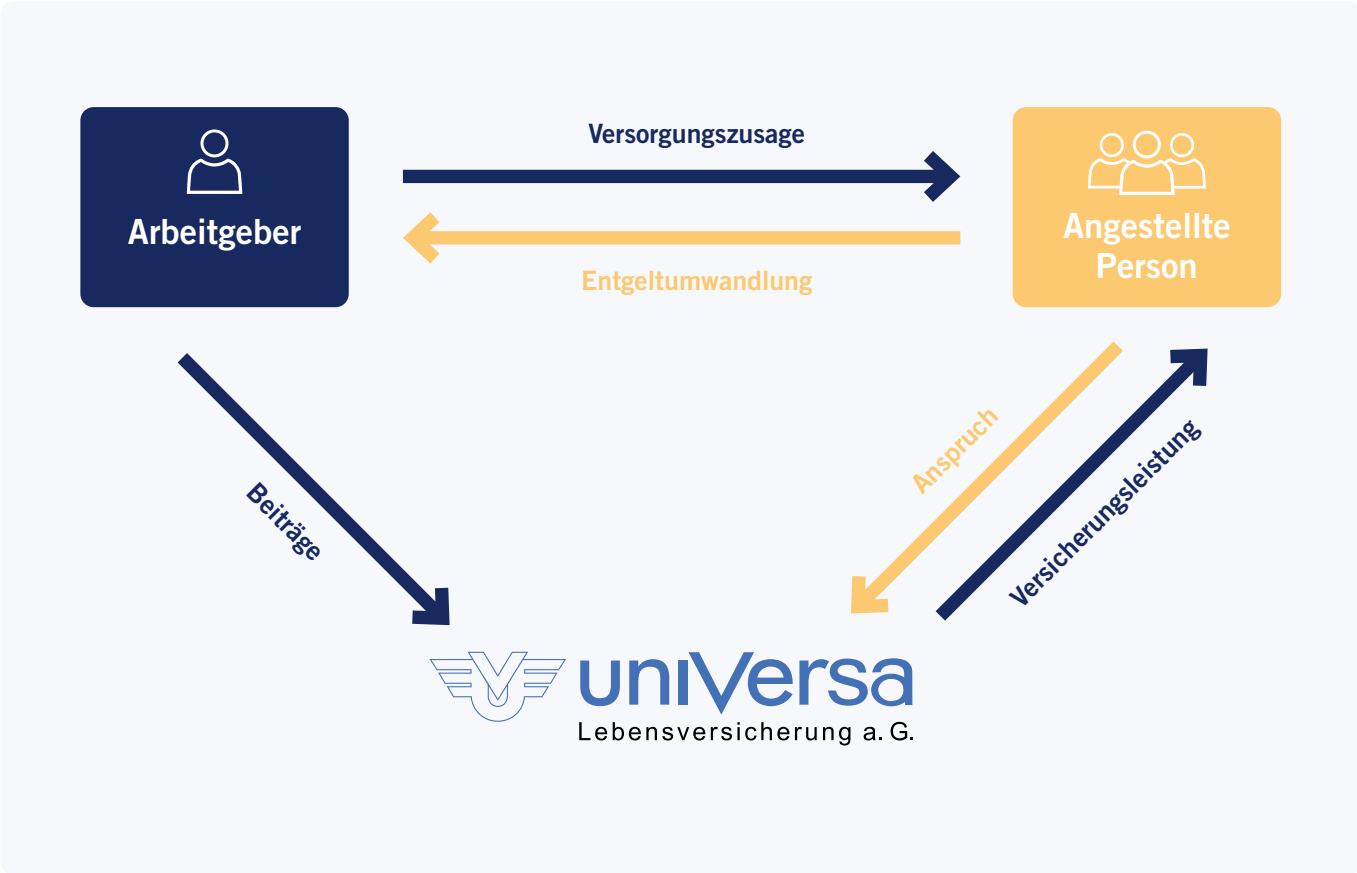 Versorgungszusage
Arbeitgeber
Angestellte
Person
Entgeltumwandlung
Beiträge
Anspruch
Versicherungsleistung
uniVersa
Lebensversicherung a. G.